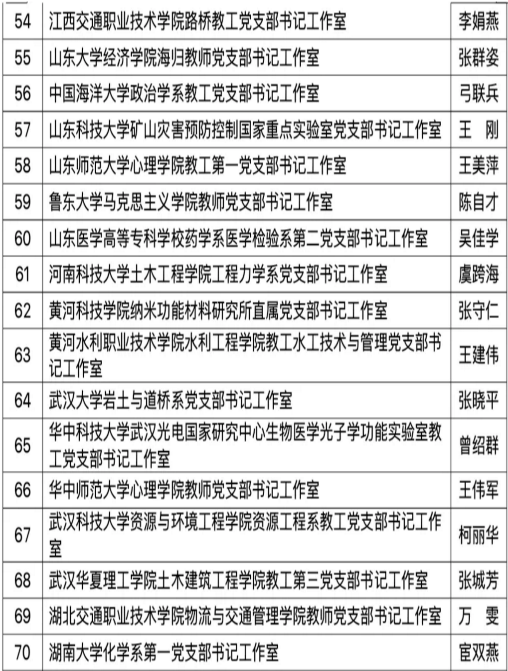 54 江西交通职业技术学院路桥教工党支部书记工作室 李娟燕
55 山东大学经济学院海归教师党支部书记工作室 张群姿
56 中国海洋大学政治学系教工党支部书记工作室 弓联兵
57 山东科技大学矿山灾害预防控制国家重点实验室党支部书记工作室 王 刚
58 山东师范大学心理学院教工第一党支部书记工作室 王美萍
59 鲁东大学马克思主义学院教师党支部书记工作室 陈自才
60 山东医学高等专科学校药学系医学检验系第二党支部书记工作室 吴佳学
61 河南科技大学土木工程学院工程力学系党支部书记工作室 虞跨海
62 黄河科技学院纳米功能材料研究所直属党支部书记工作室 张守仁
63 黄河水利职业技术学院水利工程学院教工水工技术与管理党支部书
记工作室 王建伟
64 武汉大学岩土与道桥系党支部书记工作室 张晓平
65 华中科技大学武汉光电国家研究中心生物医学光子学功能实验室教
工党支部书记工作室 曾绍群
66 华中师范大学心理学院教师党支部书记工作室 王伟军
67 武汉科技大学资源与环境工程学院资源工程系教工党支部书记工作
室 柯丽华
68 武汉华夏理工学院土木建筑工程学院教工第三党支部书记工作室 张城芳
69 湖北交通职业技术学院物流与交通管理学院教师党支部书记工作室 万 雯
70 湖南大学化学系第一党支部书记工作室 宦双燕